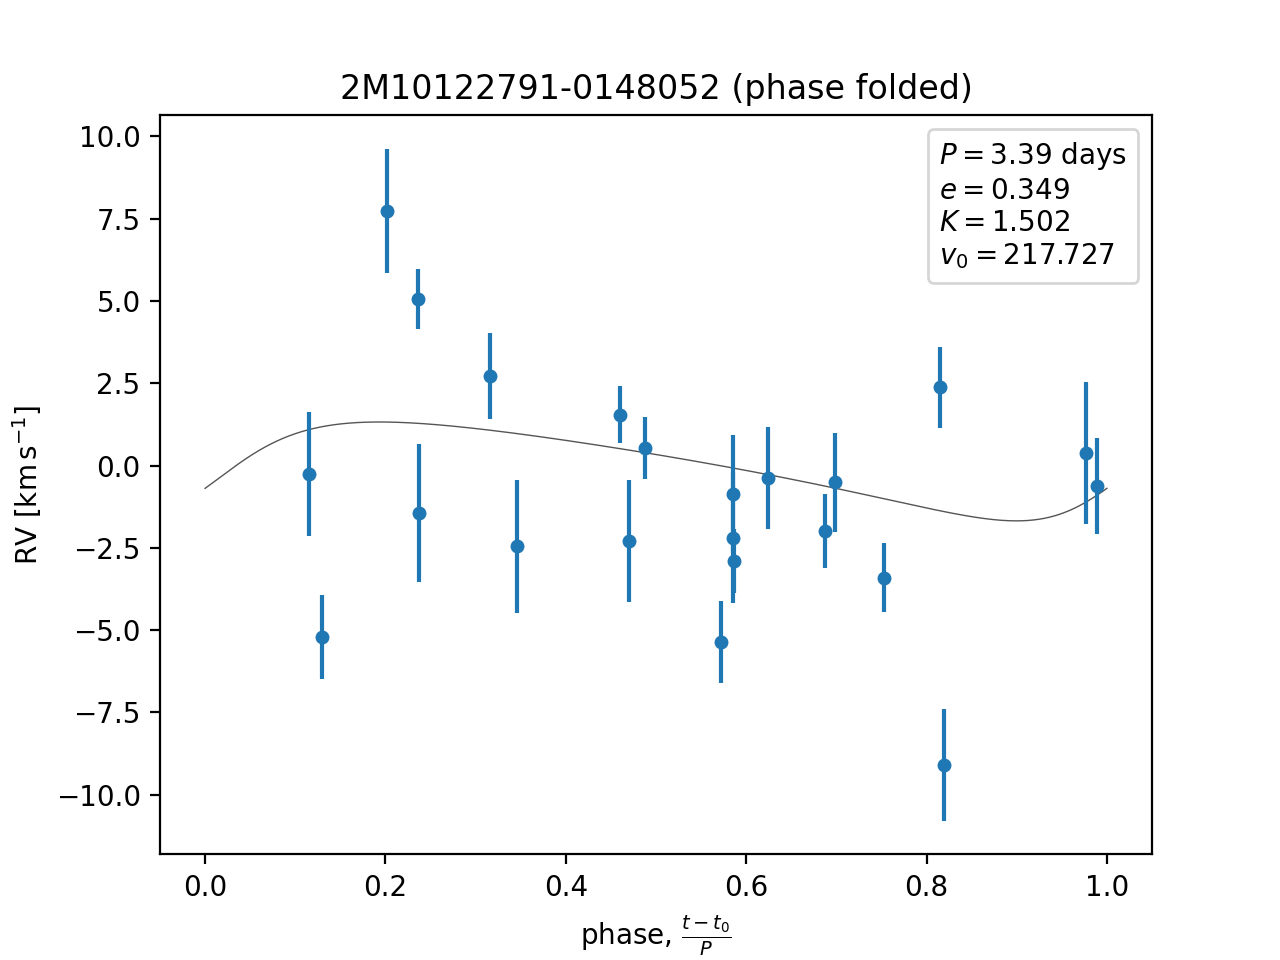 2M10122791-0148052 (phase folded)
P = 3.39 days
e = 0.349
K = 1.502
v₀ = 217.727
RV [km s⁻¹]
10.0
7.5
5.0
2.5
0.0
−2.5
−5.0
−7.5
−10.0
0.0 0.2 0.4 0.6 0.8 1.0
phase, (t − t₀)/P